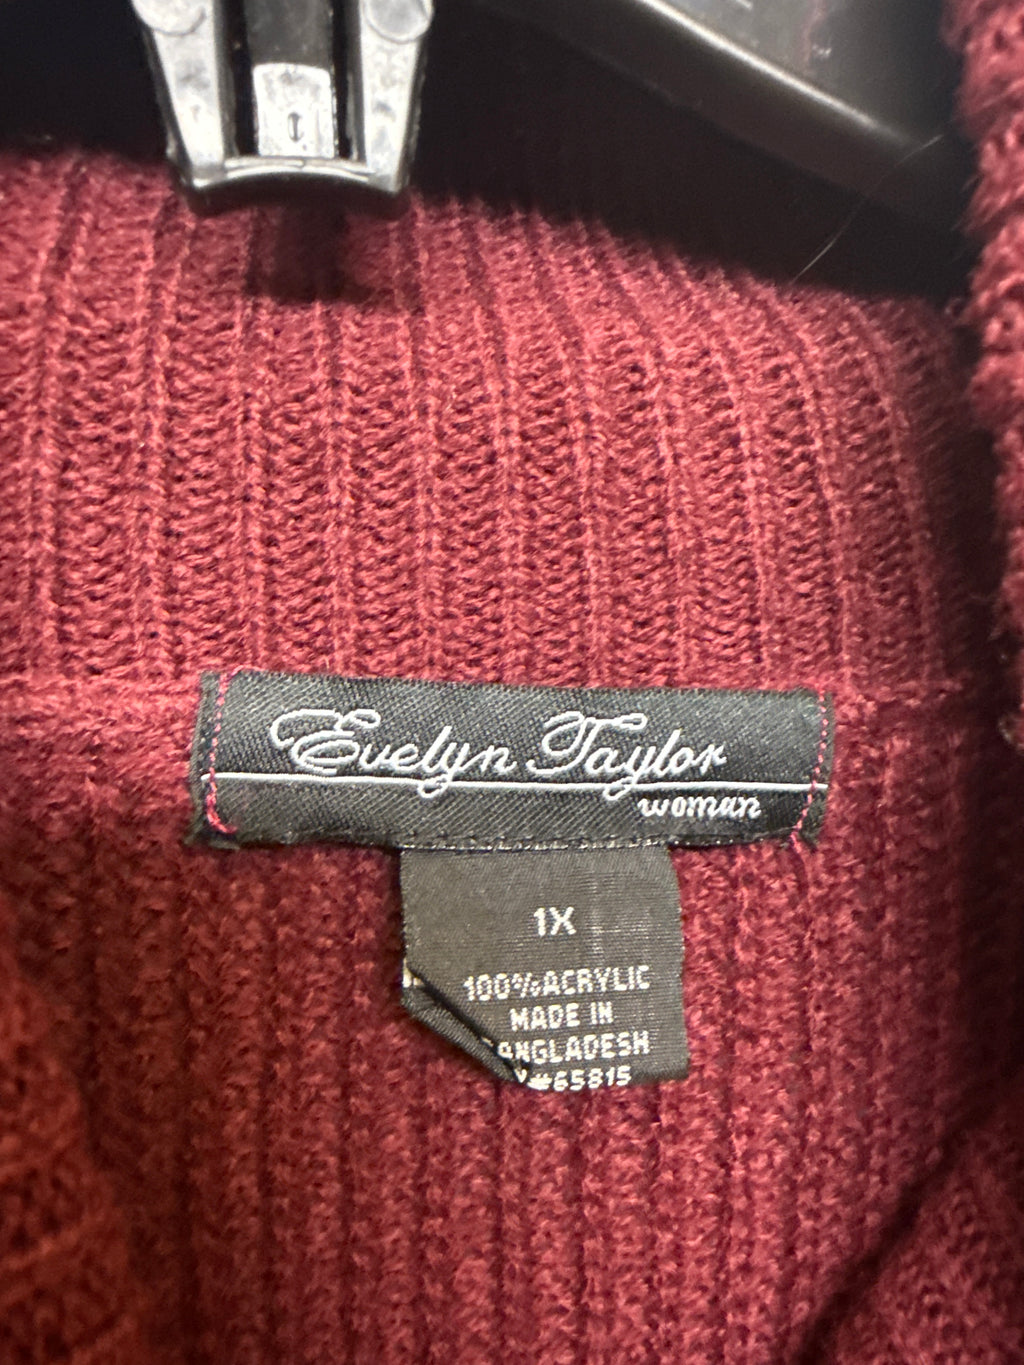 Evelyn Taylor
woman
1X
100%ACRYLIC
MADE IN
ANGLADESH
#65815